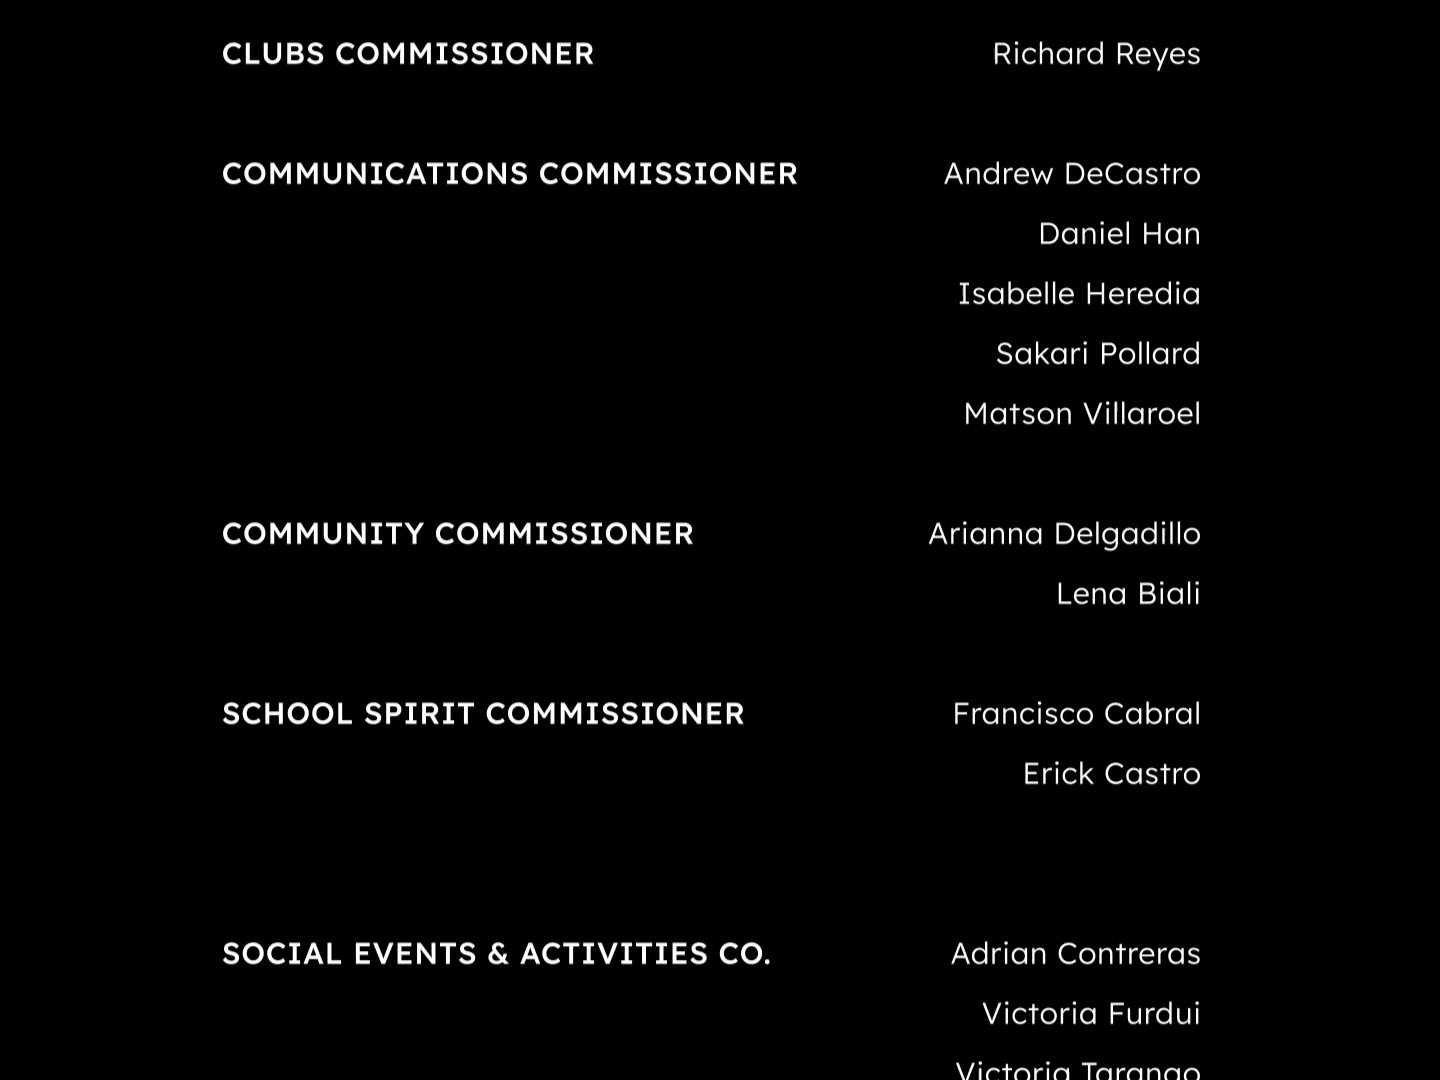 CLUBS COMMISSIONER Richard Reyes
COMMUNICATIONS COMMISSIONER Andrew DeCastro
Daniel Han
Isabelle Heredia
Sakari Pollard
Matson Villaroel
COMMUNITY COMMISSIONER Arianna Delgadillo
Lena Biali
SCHOOL SPIRIT COMMISSIONER Francisco Cabral
Erick Castro
SOCIAL EVENTS & ACTIVITIES CO. Adrian Contreras
Victoria Furdui
Victoria Tarango